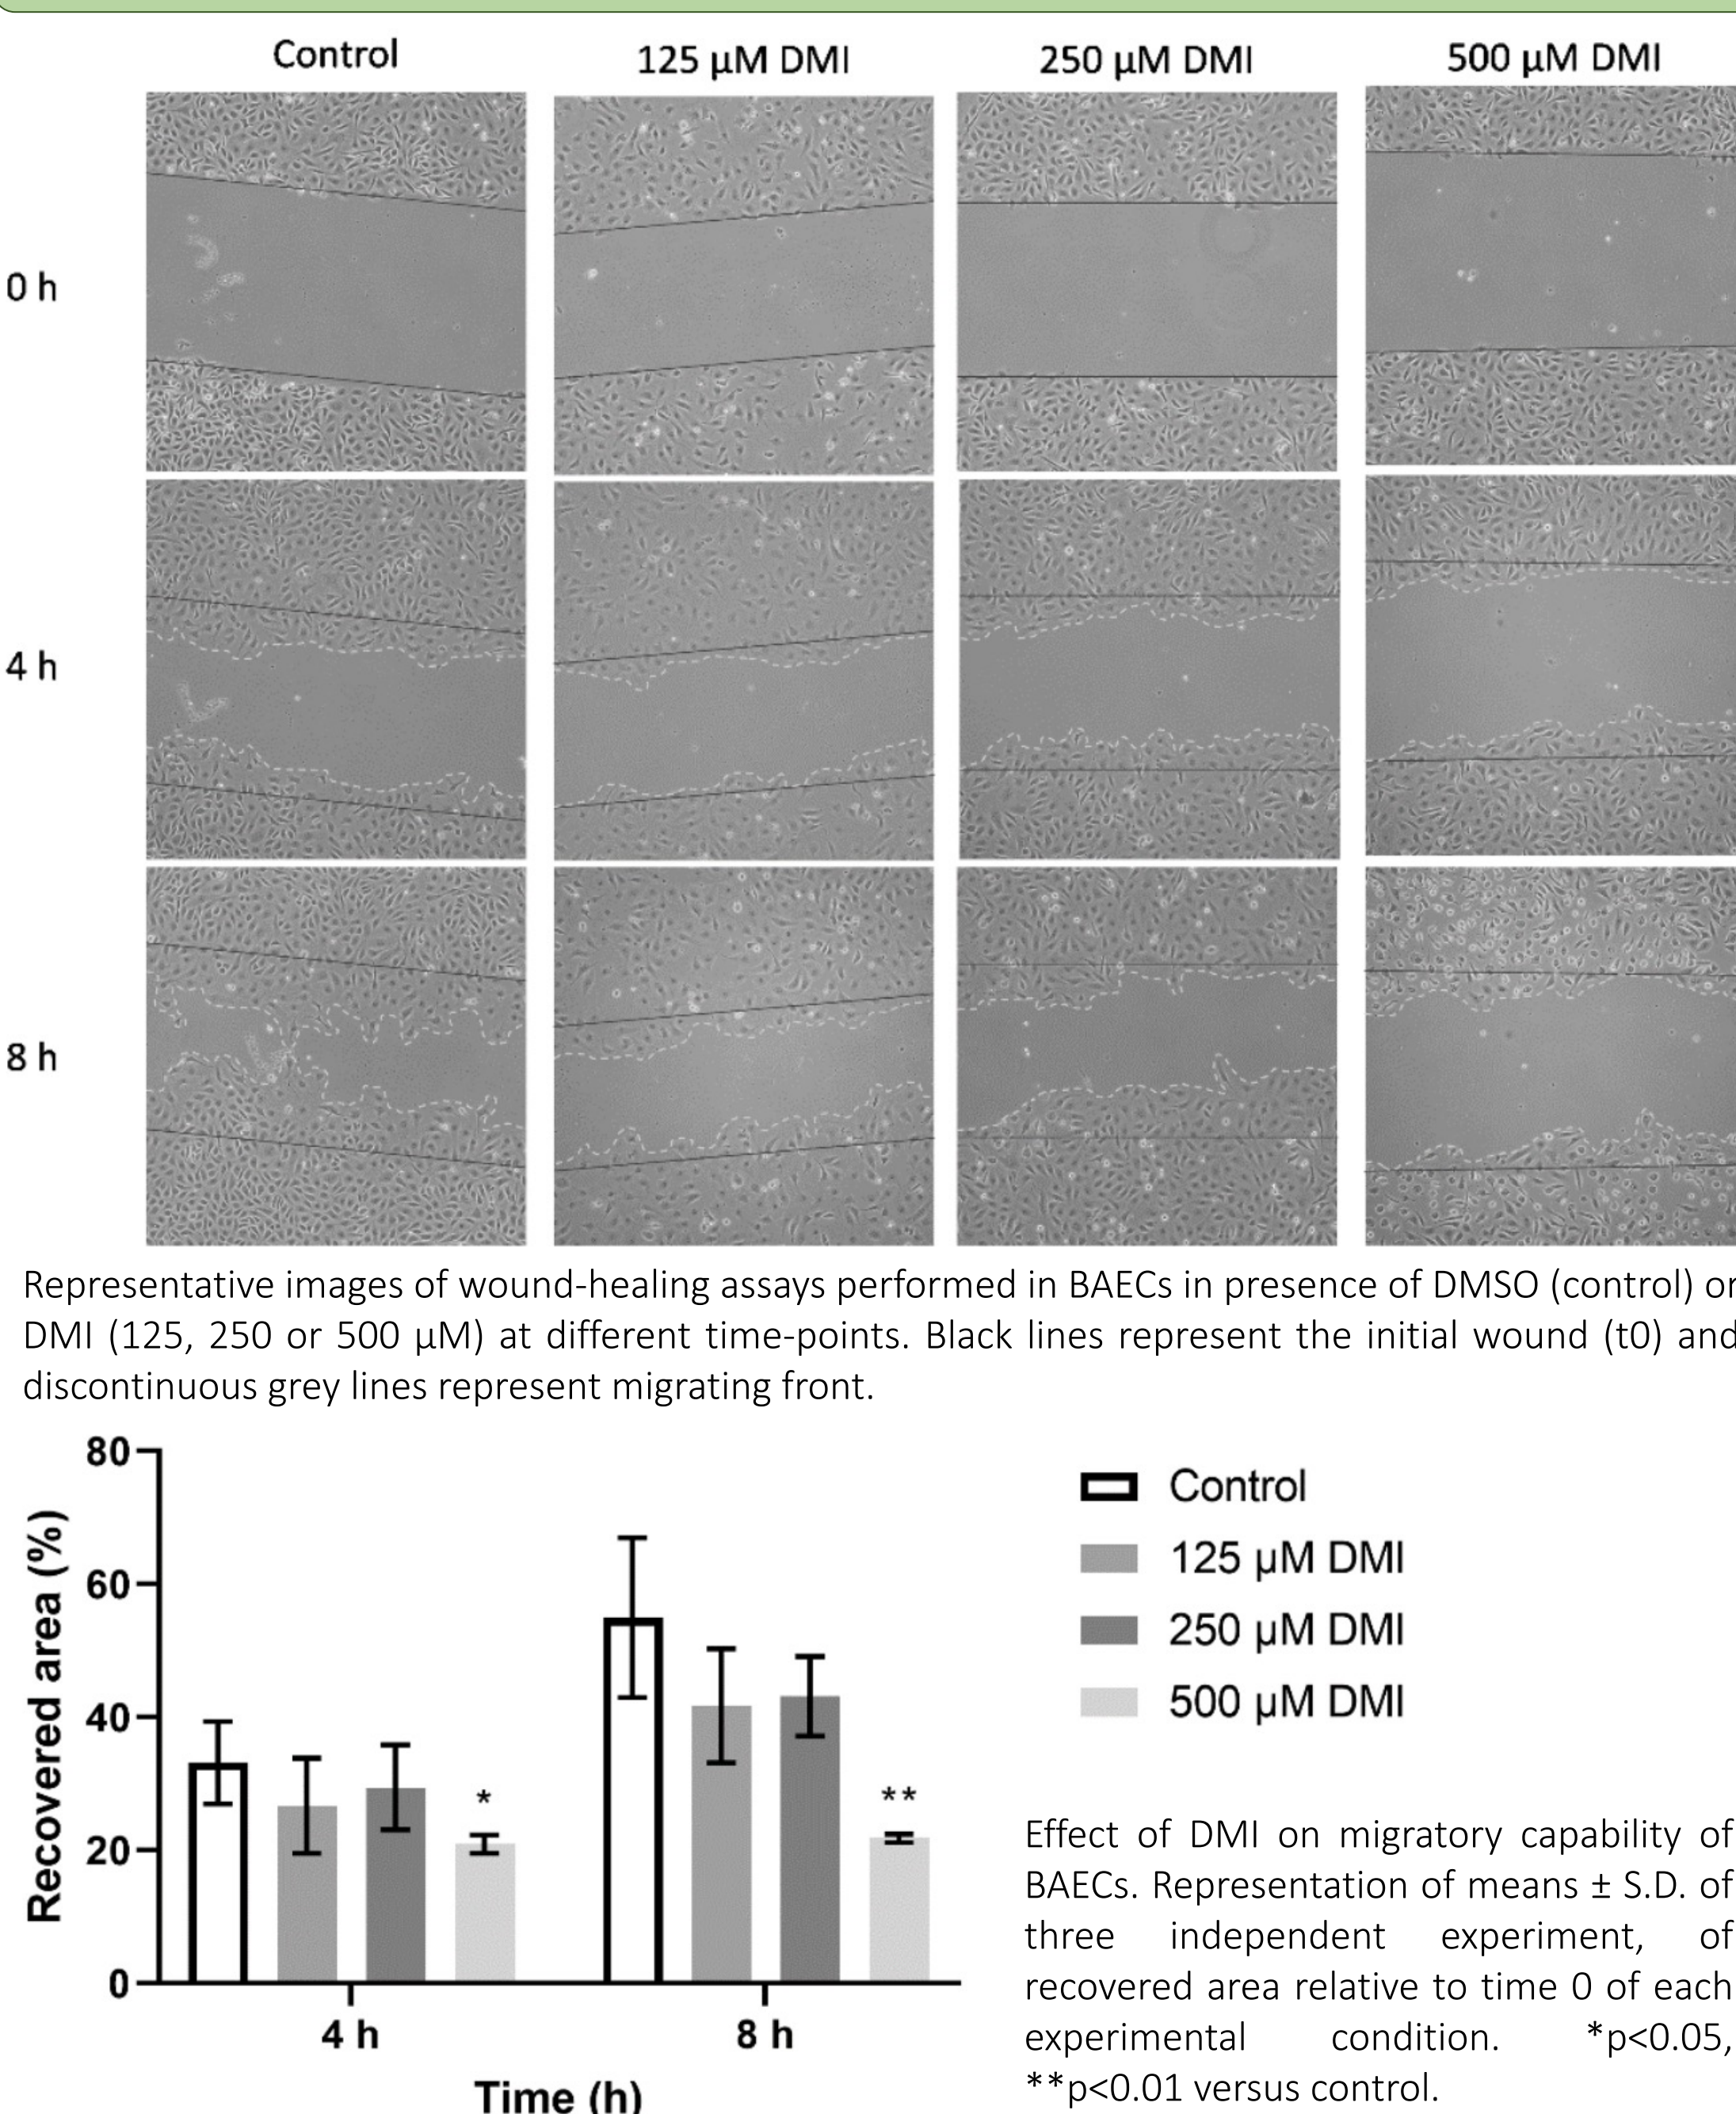 Control 125 µM DMI 250 µM DMI 500 µM DMI
0 h
4 h
8 h
Representative images of wound-healing assays performed in BAECs in presence of DMSO (control) or
DMI (125, 250 or 500 µM) at different time-points. Black lines represent the initial wound (t0) and
discontinuous grey lines represent migrating front.
80
60
40
20
0
Recovered area (%)
*
**
4 h 8 h
Time (h)
Control
125 µM DMI
250 µM DMI
500 µM DMI
Effect of DMI on migratory capability of
BAECs. Representation of means ± S.D. of
three independent experiment, of
recovered area relative to time 0 of each
experimental condition. *p<0.05,
**p<0.01 versus control.